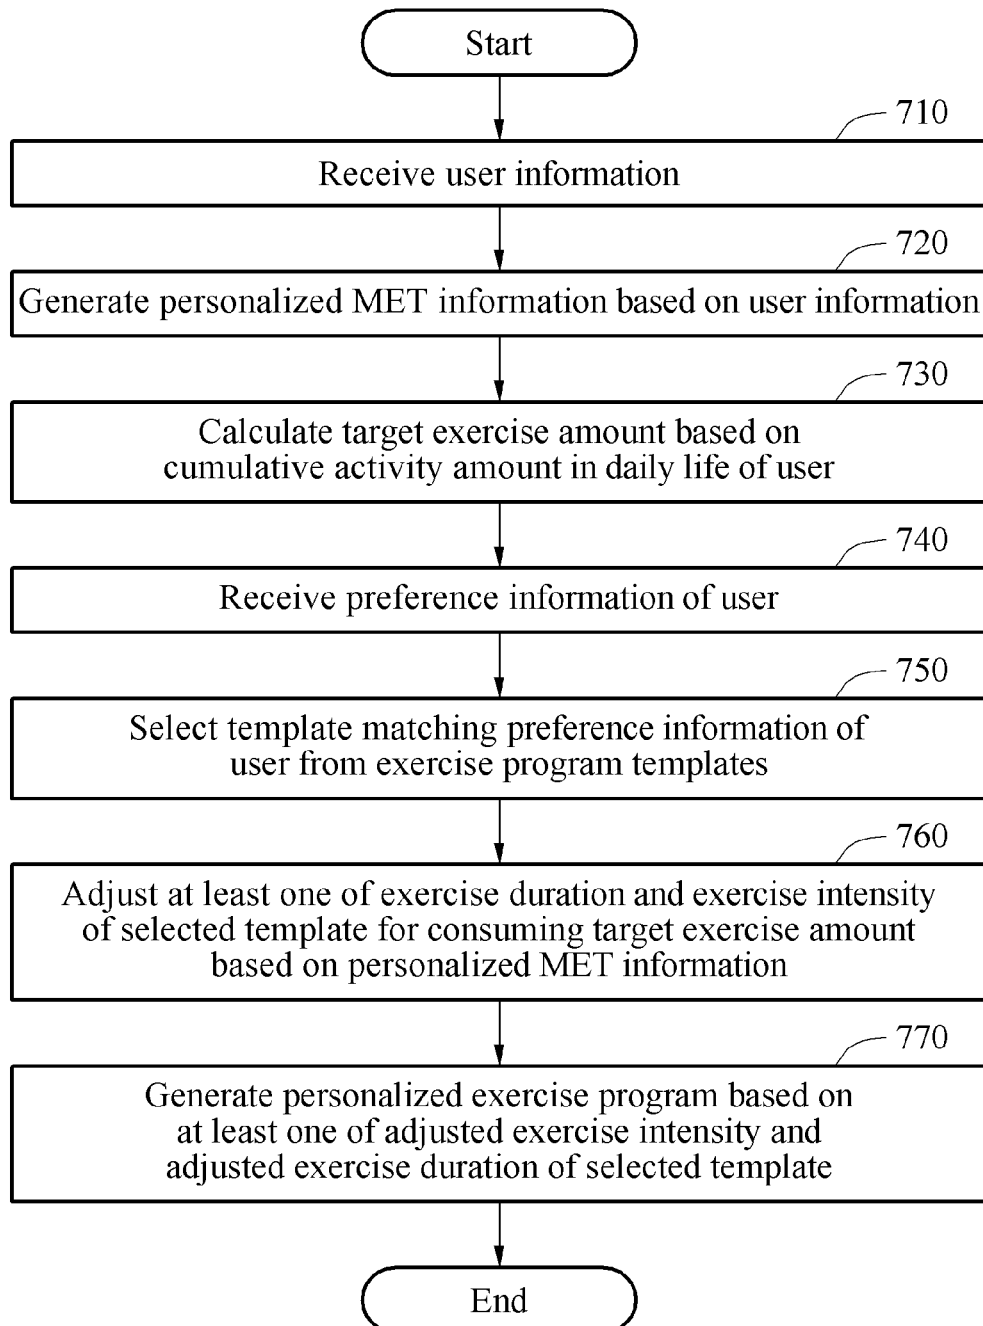 Start
710
Receive user information
720
Generate personalized MET information based on user information
730
Calculate target exercise amount based on
cumulative activity amount in daily life of user
740
Receive preference information of user
750
Select template matching preference information of
user from exercise program templates
760
Adjust at least one of exercise duration and exercise intensity
of selected template for consuming target exercise amount
based on personalized MET information
770
Generate personalized exercise program based on
at least one of adjusted exercise intensity and
adjusted exercise duration of selected template
End